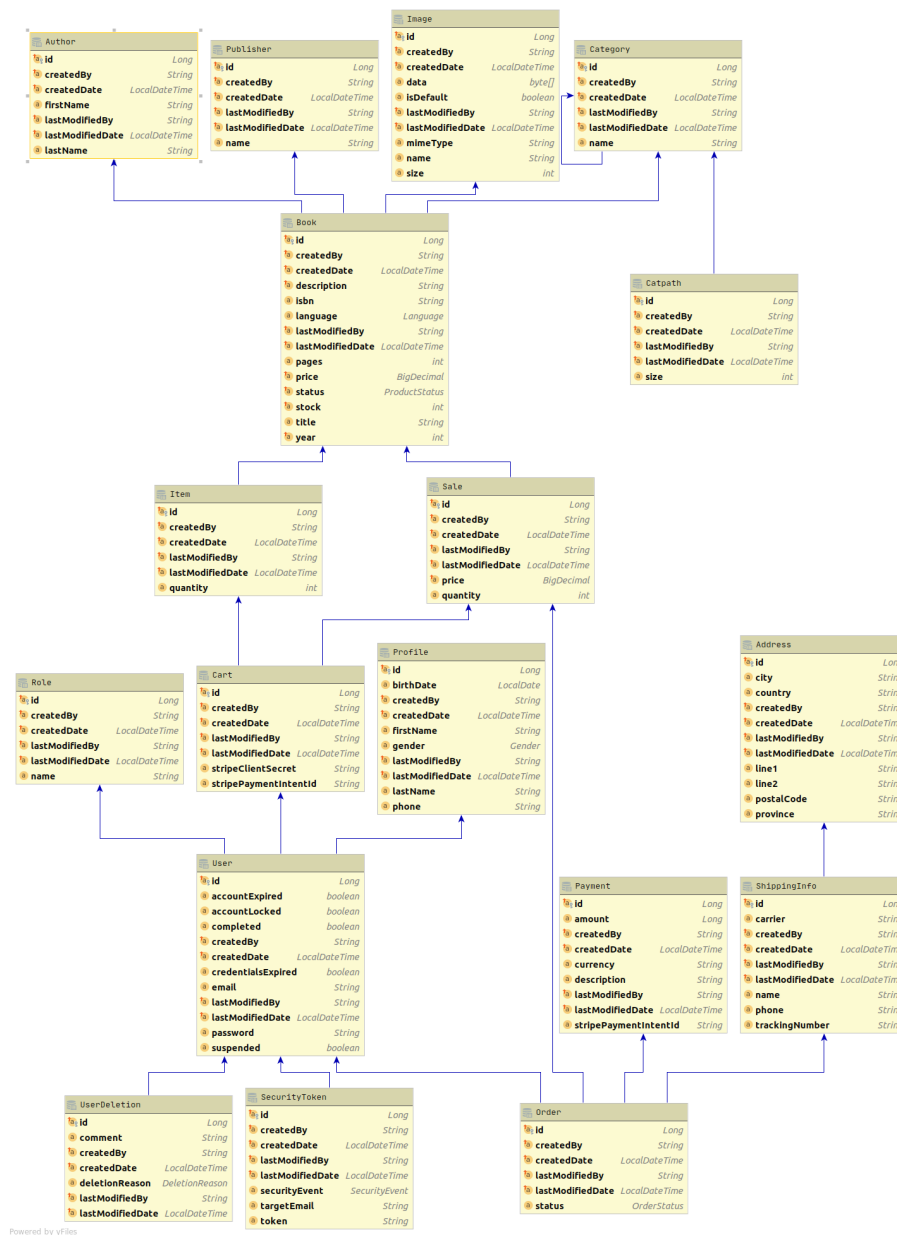 Author
id Long
createdBy String
createdDate LocalDateTime
firstName String
lastModifiedBy String
lastModifiedDate LocalDateTime
lastName String
Publisher
id Long
createdBy String
createdDate LocalDateTime
lastModifiedBy String
lastModifiedDate LocalDateTime
name String
Image
id Long
createdBy String
createdDate LocalDateTime
data byte[]
isDefault boolean
lastModifiedBy String
lastModifiedDate LocalDateTime
mimeType String
name String
size int
Category
id Long
createdBy String
createdDate LocalDateTime
lastModifiedBy String
lastModifiedDate LocalDateTime
name String
Book
id Long
createdBy String
createdDate LocalDateTime
description String
isbn String
language Language
lastModifiedBy String
lastModifiedDate LocalDateTime
pages int
price BigDecimal
status ProductStatus
stock int
title String
year int
Catpath
id Long
createdBy String
createdDate LocalDateTime
lastModifiedBy String
lastModifiedDate LocalDateTime
size int
Item
id Long
createdBy String
createdDate LocalDateTime
lastModifiedBy String
lastModifiedDate LocalDateTime
quantity int
Sale
id Long
createdBy String
createdDate LocalDateTime
lastModifiedBy String
lastModifiedDate LocalDateTime
price BigDecimal
quantity int
Role
id Long
createdBy String
createdDate LocalDateTime
lastModifiedBy String
lastModifiedDate LocalDateTime
name String
Cart
id Long
createdBy String
createdDate LocalDateTime
lastModifiedBy String
lastModifiedDate LocalDateTime
stripeClientSecret String
stripePaymentIntentId String
Profile
id Long
birthDate LocalDate
createdBy String
createdDate LocalDateTime
firstName String
gender Gender
lastModifiedBy String
lastModifiedDate LocalDateTime
lastName String
phone String
Address
id
city
country
createdBy
createdDate LocalDateTime
lastModifiedBy
lastModifiedDate LocalDateTime
line1
line2
postalCode
province
User
id Long
accountExpired boolean
accountLocked boolean
completed boolean
createdBy String
createdDate LocalDateTime
credentialsExpired boolean
email String
lastModifiedBy String
lastModifiedDate LocalDateTime
password String
suspended boolean
Payment
id Long
amount Long
createdBy String
createdDate LocalDateTime
currency String
description String
lastModifiedBy String
lastModifiedDate LocalDateTime
stripePaymentIntentId String
ShippingInfo
id
carrier
createdBy
createdDate LocalDateTime
lastModifiedBy
lastModifiedDate LocalDateTime
name
phone
trackingNumber
UserDeletion
id Long
comment String
createdBy String
createdDate LocalDateTime
deletionReason DeletionReason
lastModifiedBy String
lastModifiedDate LocalDateTime
SecurityToken
id Long
createdBy String
createdDate LocalDateTime
lastModifiedBy String
lastModifiedDate LocalDateTime
securityEvent SecurityEvent
targetEmail String
token String
Order
id Long
createdBy String
createdDate LocalDateTime
lastModifiedBy String
lastModifiedDate LocalDateTime
status OrderStatus
Powered by yFiles